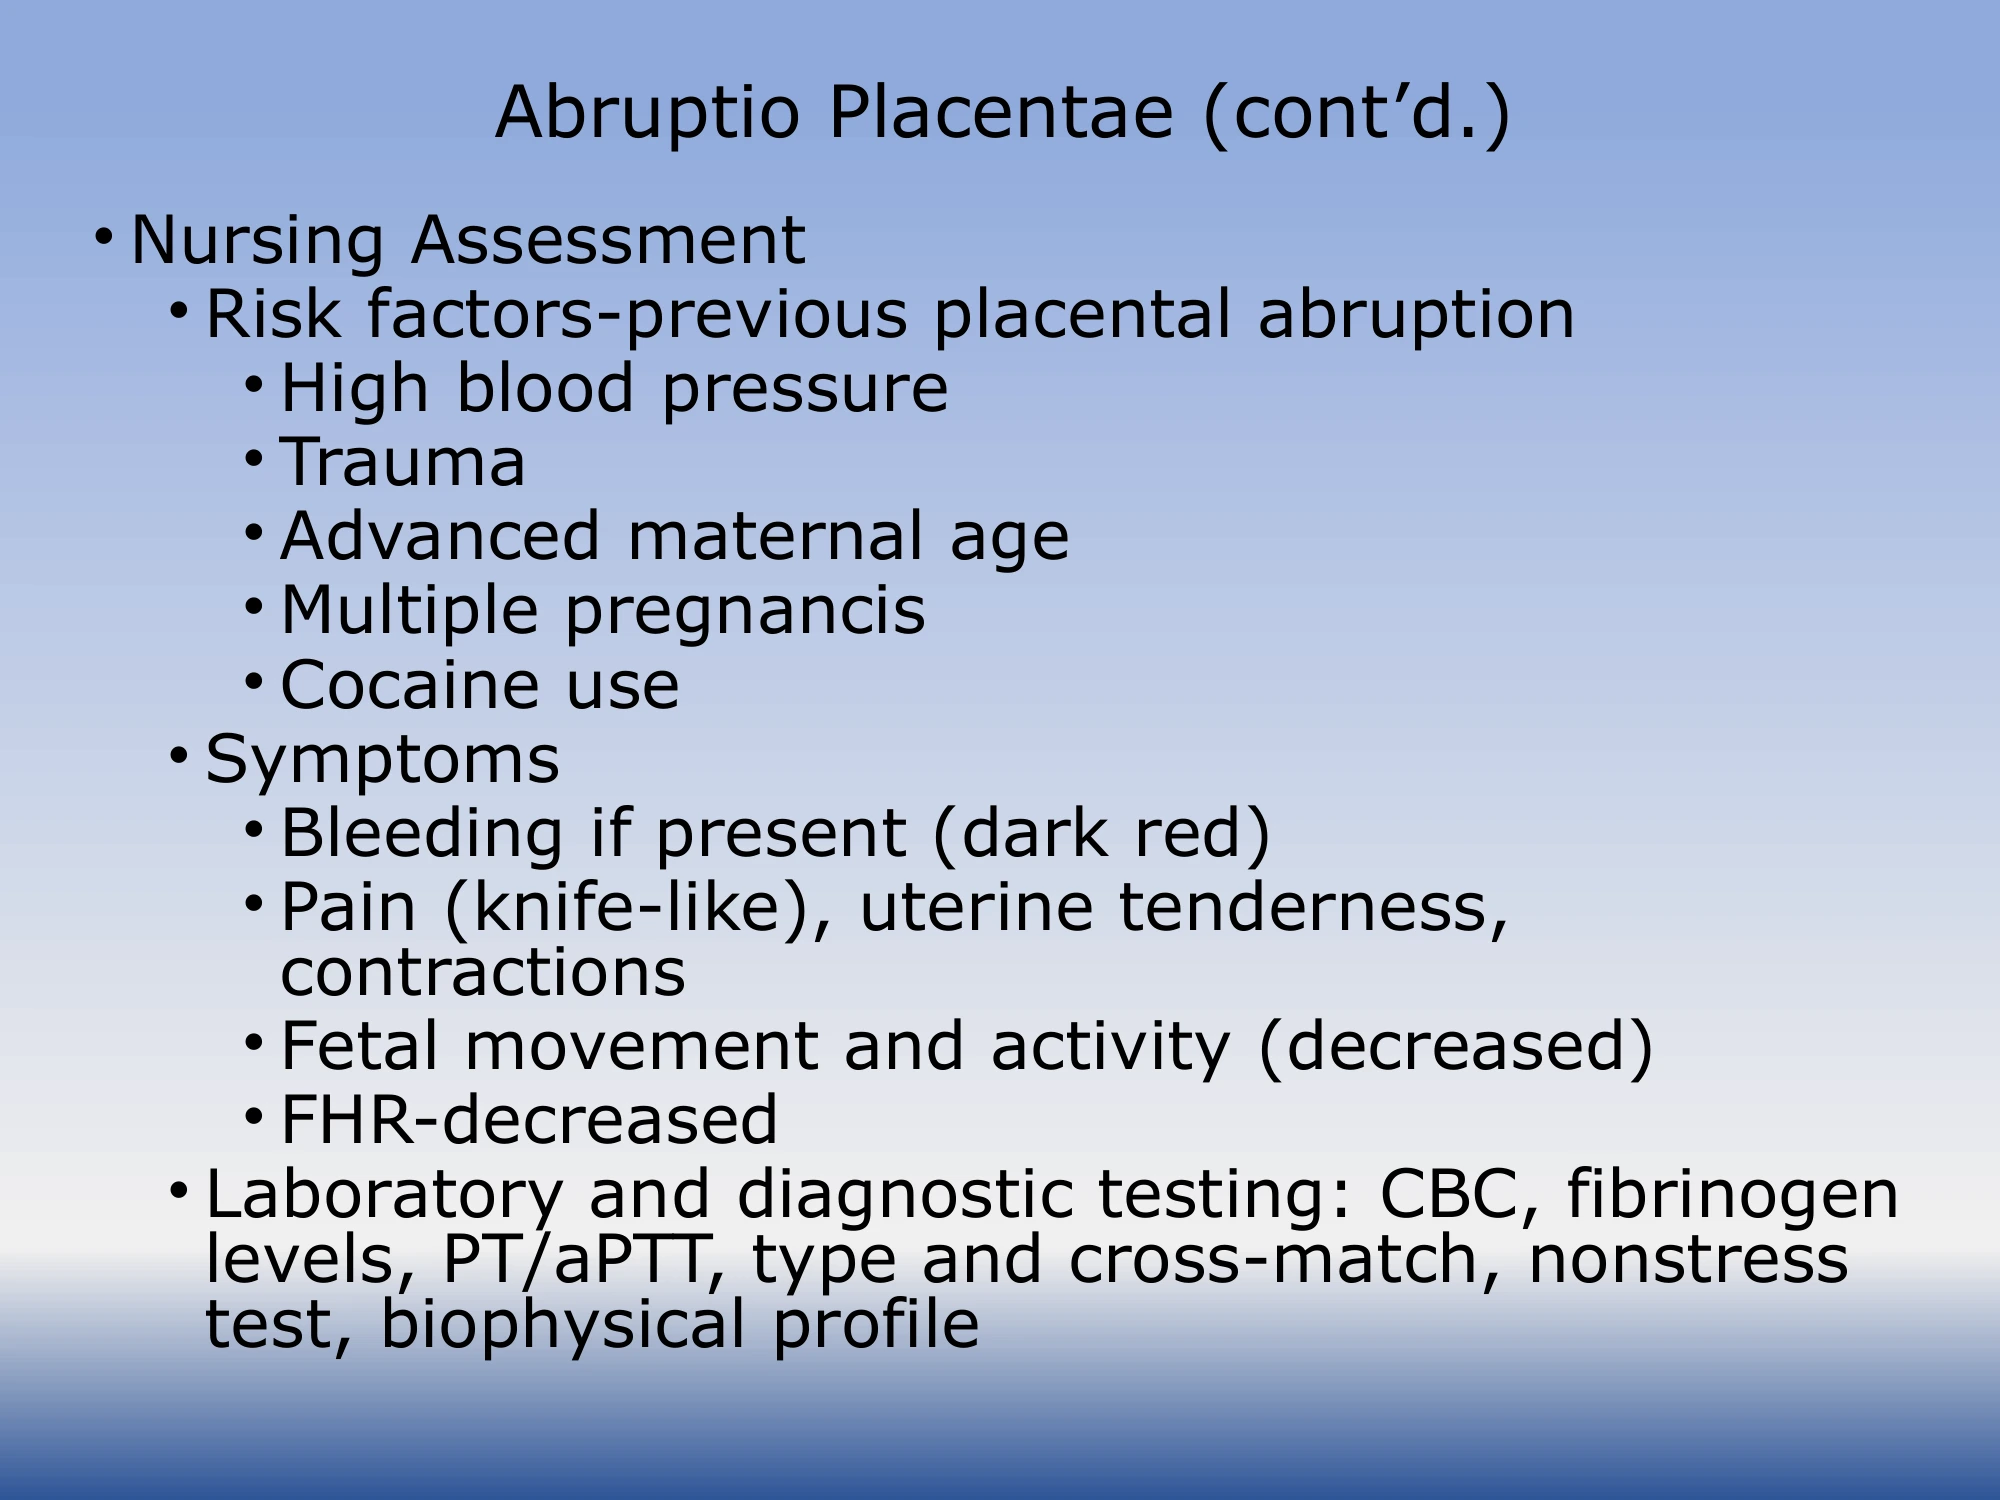 Abruptio Placentae (cont’d.)
• Nursing Assessment
• Risk factors-previous placental abruption
• High blood pressure
• Trauma
• Advanced maternal age
• Multiple pregnancis
• Cocaine use
• Symptoms
• Bleeding if present (dark red)
• Pain (knife-like), uterine tenderness,
contractions
• Fetal movement and activity (decreased)
• FHR-decreased
• Laboratory and diagnostic testing: CBC, fibrinogen
levels, PT/aPTT, type and cross-match, nonstress
test, biophysical profile